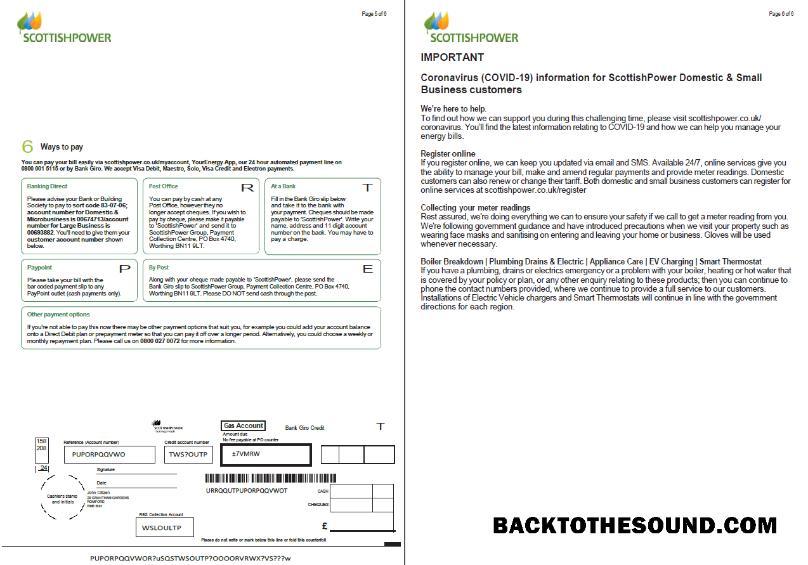 Page 5 of 6
SCOTTISHPOWER
6 Ways to pay
You can pay your bill easily via scottishpower.co.uk/myaccount, YourEnergy App, our 24 hour automated payment line on
0800 001 5115 or by Bank Giro. We accept Visa Debit, Maestro, Solo, Visa Credit and Electron payments.
Banking Direct
Please advise your Bank or Building
Society to pay to sort code 83-07-06;
account number for Domestic &
Microbusiness is 00674713/account
number for Large Business is
00693882. You'll need to give them your
customer account number shown
below.
Post Office R
You can pay by cash at any
Post Office, however they no
longer accept cheques. If you wish to
pay by cheque, please make it payable
to 'ScottishPower' and send it to
ScottishPower Group, Payment
Collection Centre, PO Box 4740,
Worthing BN11 9LT.
At a Bank T
Fill in the Bank Giro slip below
and take it to the bank with
your payment. Cheques should be made
payable to 'ScottishPower'. Write your
name, address and 11 digit account
number on the back. You may have to
pay a charge.
Paypoint P
Please take your bill with the
bar coded payment slip to any
PayPoint outlet (cash payments only).
By Post E
Along with your cheque made payable to 'ScottishPower', please send the
Bank Giro slip to ScottishPower Group, Payment Collection Centre, PO Box 4740,
Worthing BN11 9LT. Please DO NOT send cash through the post.
Other payment options
If you're not able to pay this now there may be other payment options that suit you, for example you could add your account balance
onto a Direct Debit plan or prepayment meter so that you can pay it off over a longer period. Alternatively, you could choose a weekly or
monthly repayment plan. Please call us on 0800 027 0072 for more information.
SCOTTISHPOWER
Gas Account
Bank Giro Credit T
Amount due
No fee payable at PO counter
Reference (Account number)
Credit account number
PUPORPQQVWO
TWS?OUTP
±7VMRW
24
Signature
Date
Cashier's stamp
and initials
John Citizen
URRQQUTPUPORPQQVWOT
CASH
CHEQUES
£
RBS Collection Account
WSLOULTP
Please do not write or mark below this line or fold this counterfoil
PUPORPQQVWOR?uSQSTWSOUTP?OOOORVRWX?VS???w
Page 6 of 6
SCOTTISHPOWER
IMPORTANT
Coronavirus (COVID-19) information for ScottishPower Domestic & Small
Business customers
We're here to help.
To find out how we can support you during this challenging time, please visit scottishpower.co.uk/
coronavirus. You'll find the latest information relating to COVID-19 and how we can help you manage your
energy bills.
Register online
If you register online, we can keep you updated via email and SMS. Available 24/7, online services give you
the ability to manage your bill, make and amend regular payments and provide meter readings. Domestic
customers can also renew or change their tariff. Both domestic and small business customers can register for
online services at scottishpower.co.uk/register
Collecting your meter readings
Rest assured, we're doing everything we can to ensure your safety if we call to get a meter reading from you.
We're following government guidance and have introduced precautions when we visit your property such as
wearing face masks and sanitising on entering and leaving your home or business. Gloves will be used
whenever necessary.
Boiler Breakdown | Plumbing Drains & Electric | Appliance Care | EV Charging | Smart Thermostat
If you have a plumbing, drains or electrics emergency or a problem with your boiler, heating or hot water that
is covered by your policy or plan, or any other enquiry relating to these products; then you can continue to
phone the contact numbers provided, where we continue to provide a full service to our customers.
Installations of Electric Vehicle chargers and Smart Thermostats will continue in line with the government
directions for each region.
BACKTOTHESOUND.COM